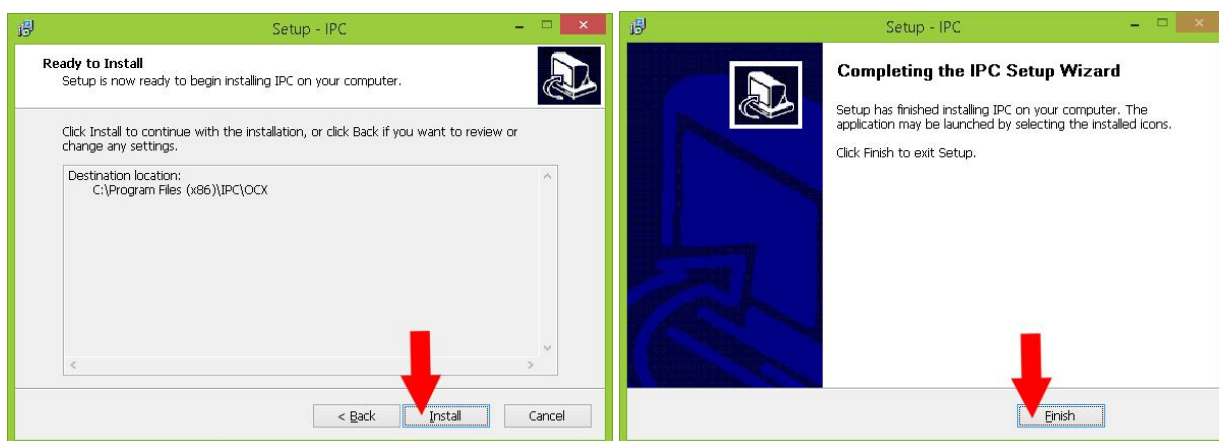 Setup - IPC
Ready to Install
Setup is now ready to begin installing IPC on your computer.
Click Install to continue with the installation, or click Back if you want to review or
change any settings.
Destination location:
C:\Program Files (x86)\IPC\OCX
< Back
Install
Cancel
Setup - IPC
Completing the IPC Setup Wizard
Setup has finished installing IPC on your computer. The
application may be launched by selecting the installed icons.
Click Finish to exit Setup.
Finish